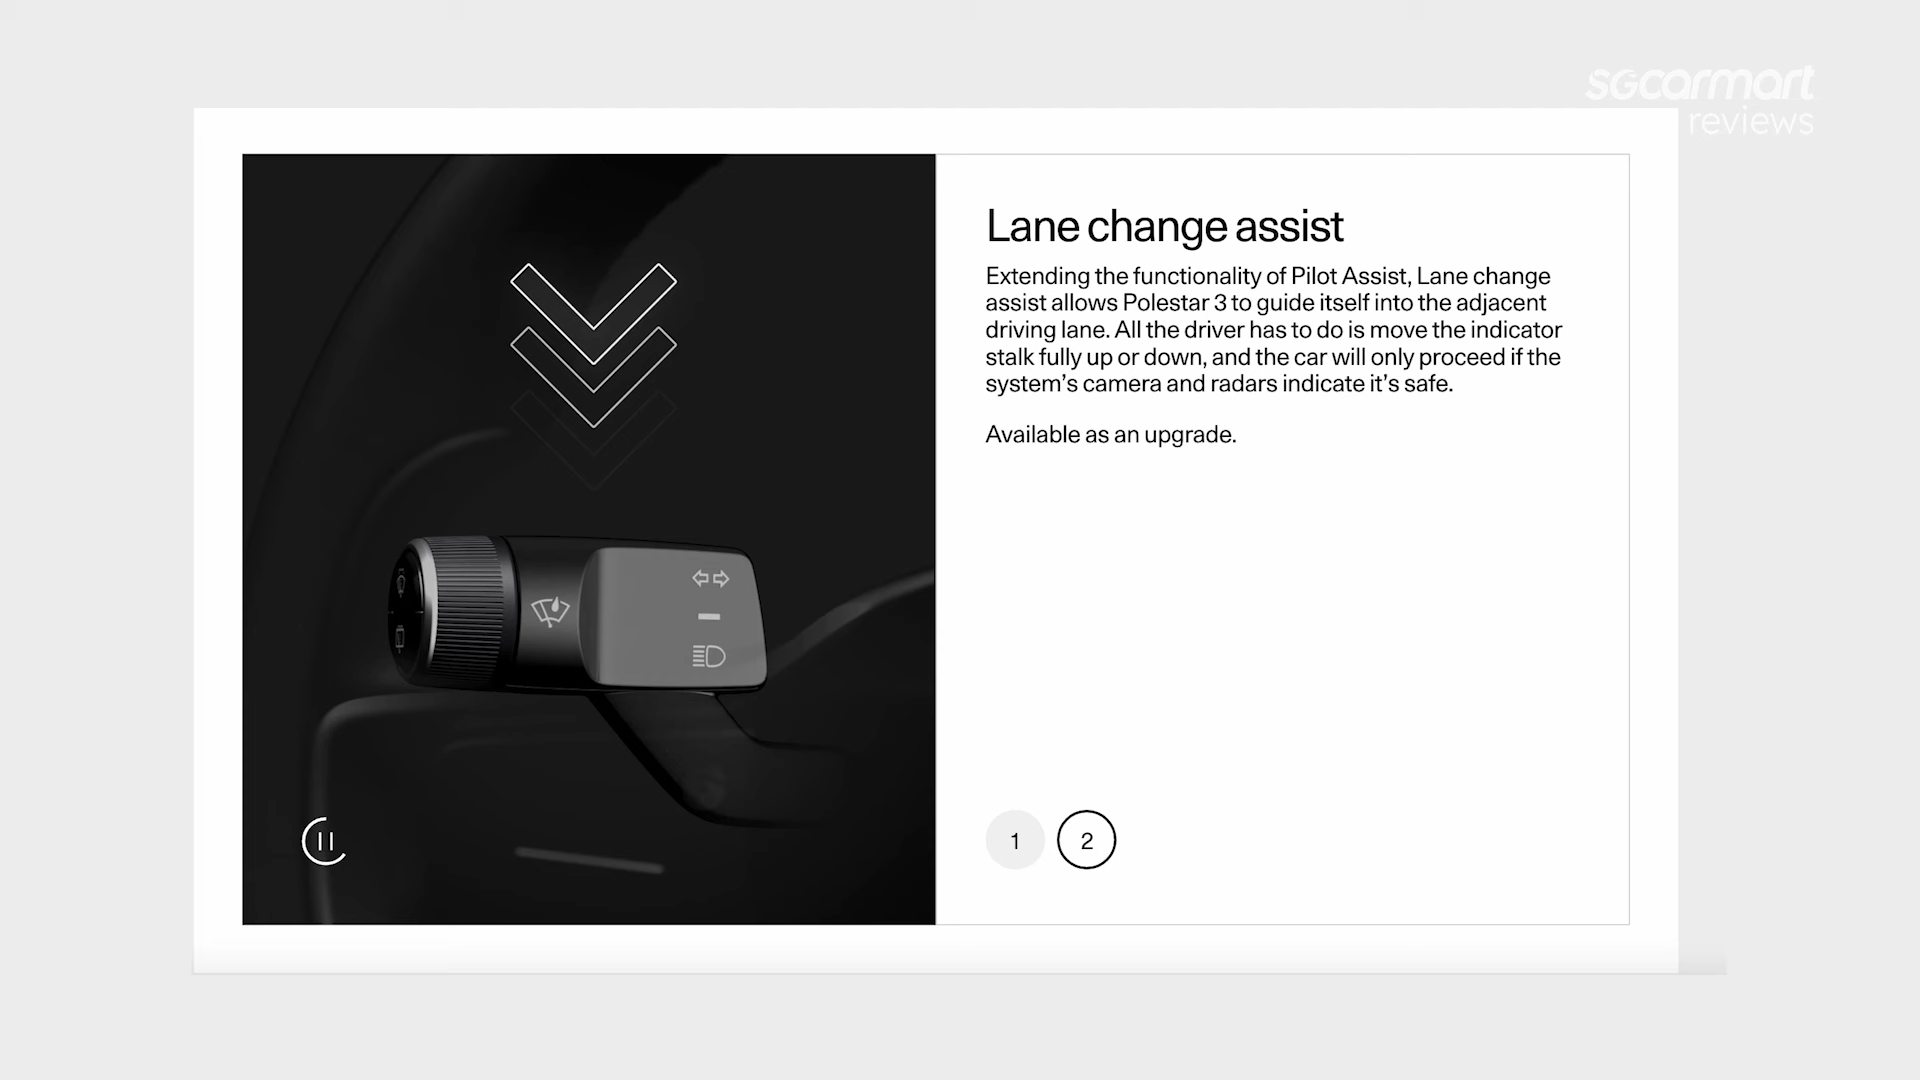 sgcarmart
reviews
Lane change assist
Extending the functionality of Pilot Assist, Lane change
assist allows Polestar 3 to guide itself into the adjacent
driving lane. All the driver has to do is move the indicator
stalk fully up or down, and the car will only proceed if the
system’s camera and radars indicate it’s safe.
Available as an upgrade.
1 2